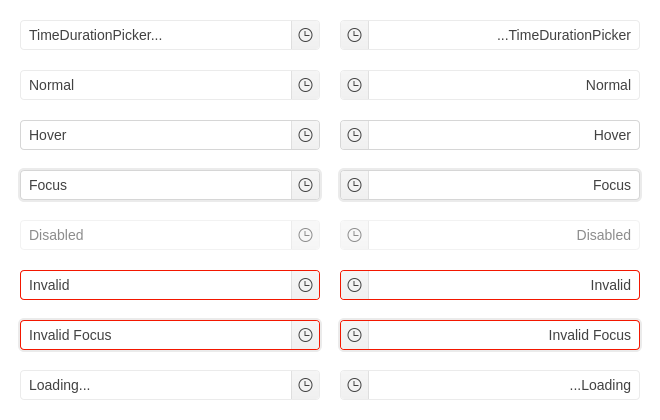 TimeDurationPicker... ...TimeDurationPicker
Normal Normal
Hover Hover
Focus Focus
Disabled Disabled
Invalid Invalid
Invalid Focus Invalid Focus
Loading... ...Loading